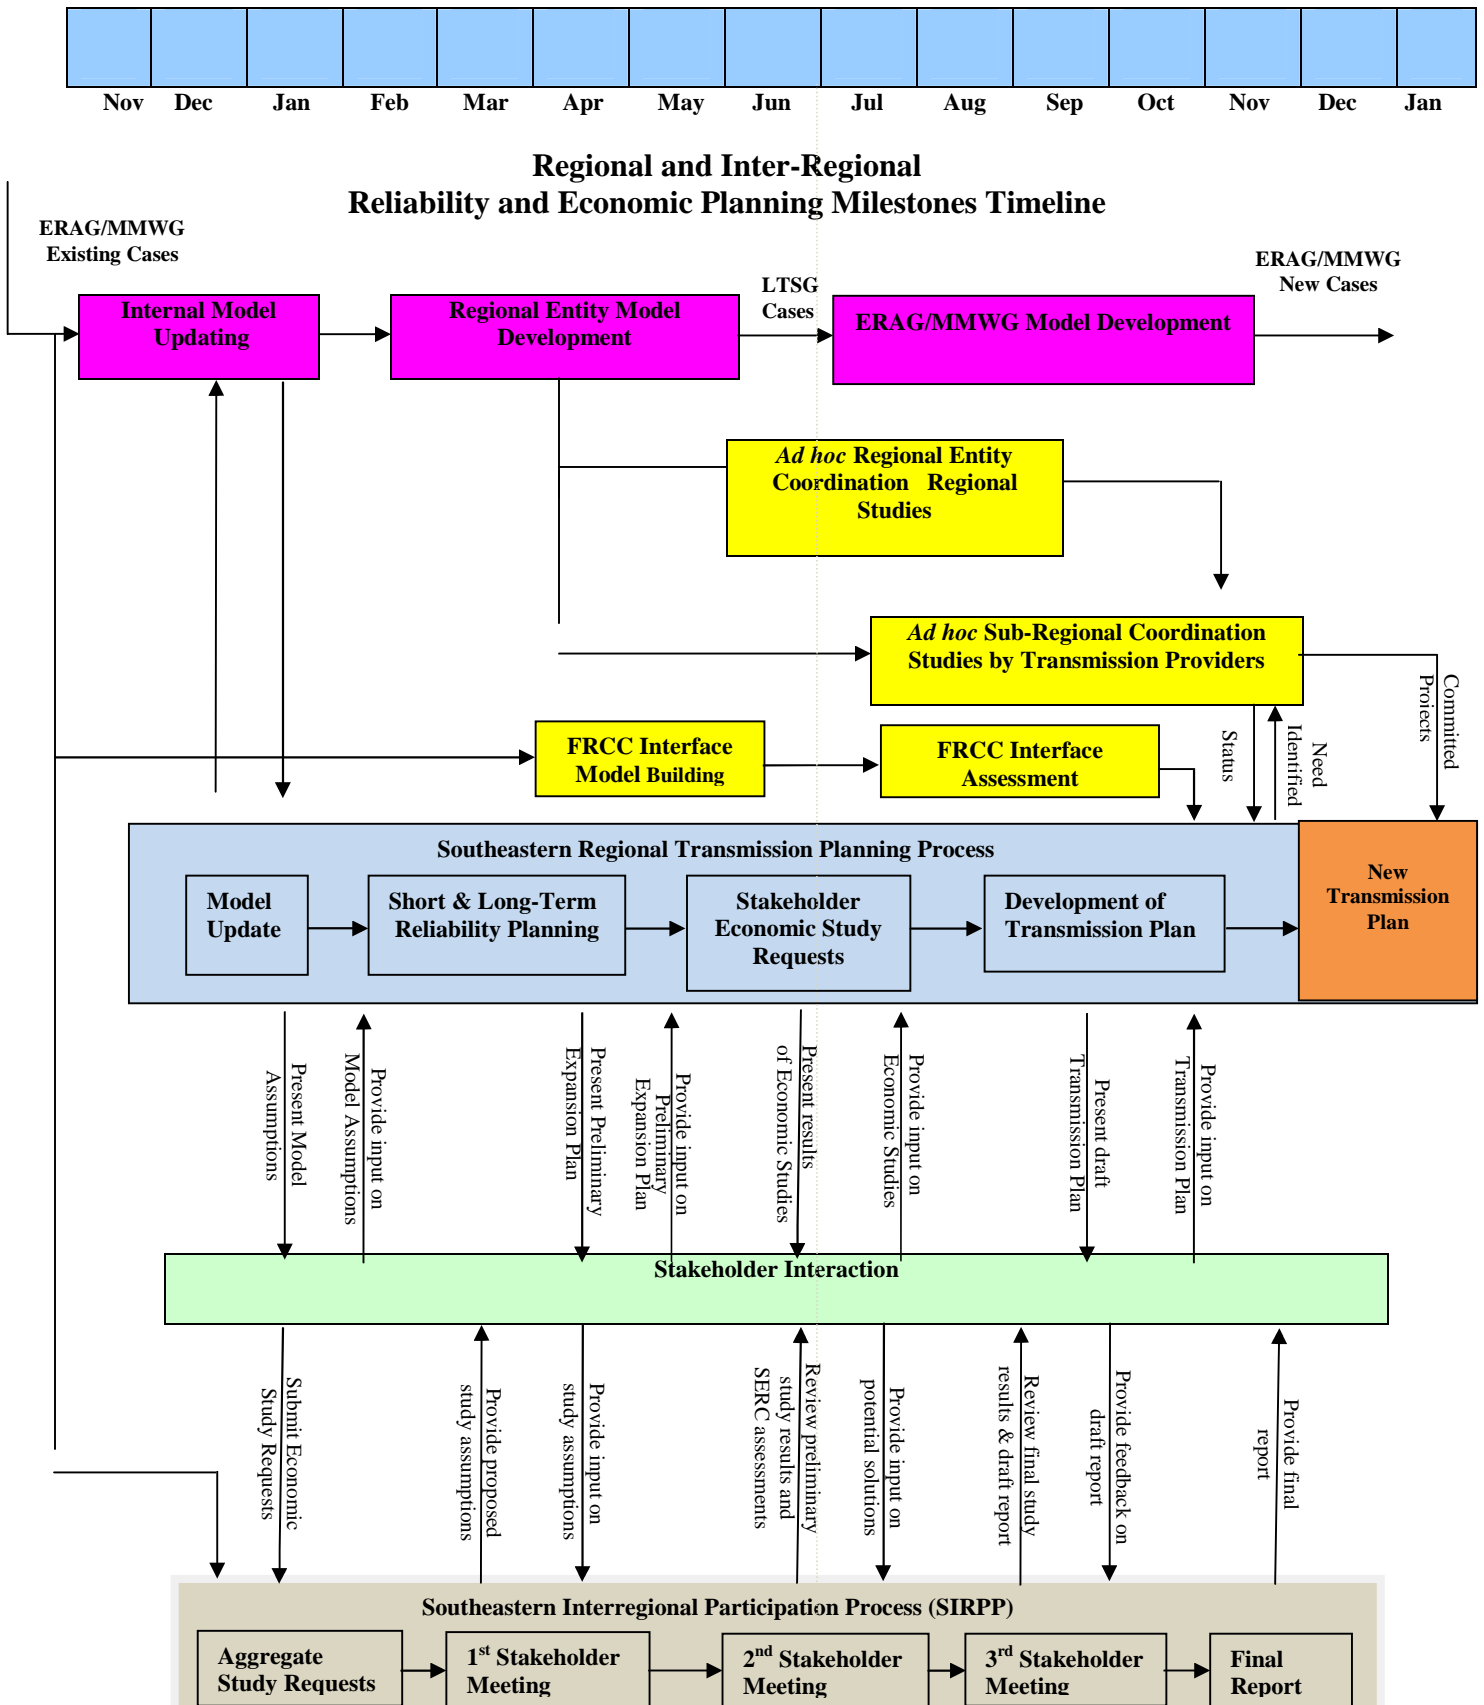 Nov Dec Jan Feb Mar Apr May Jun Jul Aug Sep Oct Nov Dec Jan
Regional and Inter-Regional
Reliability and Economic Planning Milestones Timeline
ERAG/MMWG
Existing Cases
ERAG/MMWG
New Cases
LTSG
Cases
Internal Model
Updating
Regional Entity Model
Development
ERAG/MMWG Model Development
Ad hoc Regional Entity
Coordination Regional
Studies
Ad hoc Sub-Regional Coordination
Studies by Transmission Providers
Committed
Projects
FRCC Interface
Model Building
FRCC Interface
Assessment
Status
Need
Identified
Southeastern Regional Transmission Planning Process
Model
Update
Short & Long-Term
Reliability Planning
Stakeholder
Economic Study
Requests
Development of
Transmission Plan
New
Transmission
Plan
Present Model
Assumptions
Provide input on
Model Assumptions
Present Preliminary
Expansion Plan
Provide input on
Preliminary
Expansion Plan
Present results
of Economic Studies
Provide input on
Economic Studies
Present draft
Transmission Plan
Provide input on
Transmission Plan
Stakeholder Interaction
Submit Economic
Study Requests
Provide proposed
study assumptions
Provide input on
study assumptions
Review preliminary
study results and
SERC assessments
Provide input on
potential solutions
Review final study
results & draft report
Provide feedback on
draft report
Provide final
report
Southeastern Interregional Participation Process (SIRPP)
Aggregate
Study Requests
1st Stakeholder
Meeting
2nd Stakeholder
Meeting
3rd Stakeholder
Meeting
Final
Report